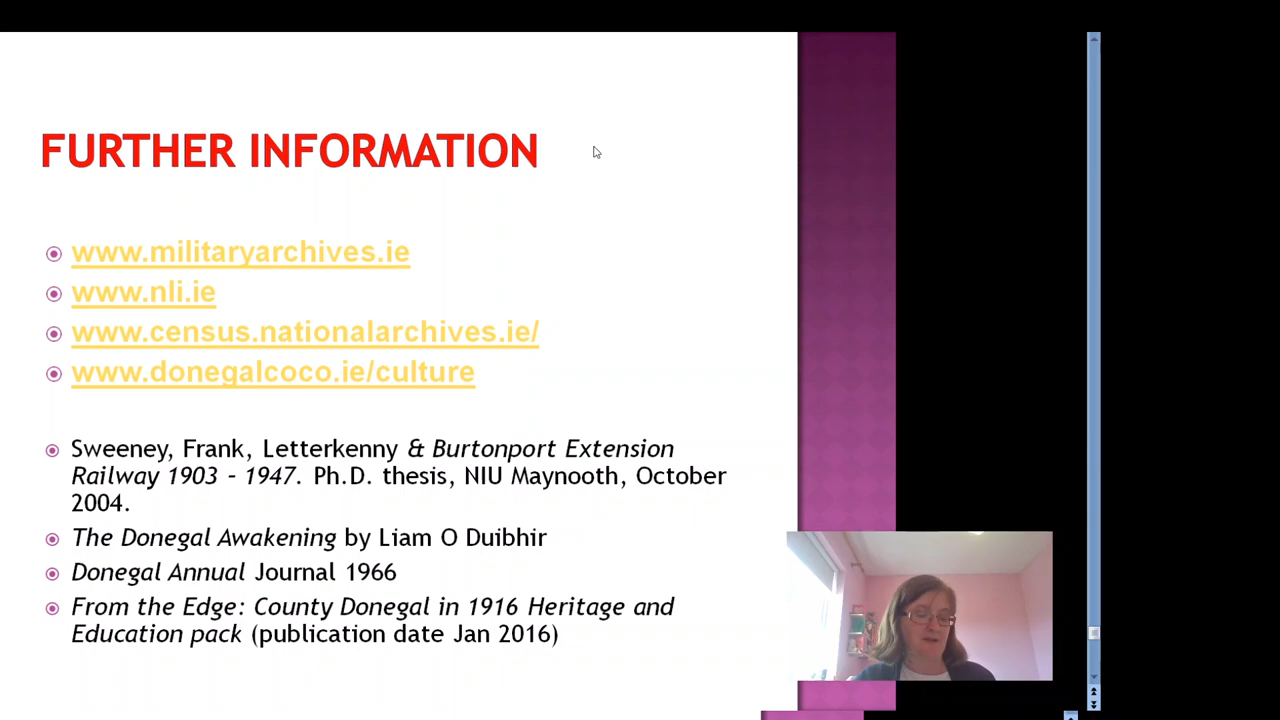 FURTHER INFORMATION
www.militaryarchives.ie
www.nli.ie
www.census.nationalarchives.ie/
www.donegalcoco.ie/culture
Sweeney, Frank, Letterkenny & Burtonport Extension
Railway 1903 – 1947. Ph.D. thesis, NIU Maynooth, October
2004.
The Donegal Awakening by Liam O Duibhir
Donegal Annual Journal 1966
From the Edge: County Donegal in 1916 Heritage and
Education pack (publication date Jan 2016)